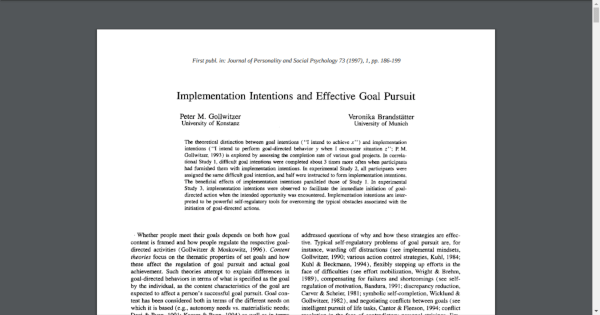 First publ. in: Journal of Personality and Social Psychology 73 (1997), 1, pp. 186-199
Implementation Intentions and Effective Goal Pursuit
Peter M. Gollwitzer
University of Konstanz
Veronika Brandstätter
University of Munich
The theoretical distinction between goal intentions ("I intend to achieve x") and implementation
intentions ("I intend to perform goal-directed behavior y when I encounter situation z"; P. M.
Gollwitzer, 1993) is explored by assessing the completion rate of various goal projects. In correla-
tional Study 1, difficult goal intentions were completed about 3 times more often when participants
had furnished them with implementation intentions. In experimental Study 2, all participants were
assigned the same difficult goal intention, and half were instructed to form implementation intentions.
The beneficial effects of implementation intentions paralleled those of Study 1. In experimental
Study 3, implementation intentions were observed to facilitate the immediate initiation of goal-
directed action when the intended opportunity was encountered. Implementation intentions are inter-
preted to be powerful self-regulatory tools for overcoming the typical obstacles associated with the
initiation of goal-directed actions.
Whether people meet their goals depends on both how goal
content is framed and how people regulate the respective goal-
directed activities (Gollwitzer & Moskowitz, 1996). Content
theories focus on the thematic properties of set goals and how
these affect the regulation of goal pursuit and actual goal
achievement. Such theories attempt to explain differences in
goal-directed behaviors in terms of what is specified as the goal
by the individual, as the content characteristics of the goal are
expected to affect a person's successful goal pursuit. Goal con-
tent has been considered both in terms of the different needs on
which it is based (e.g., autonomy vs. materialistic needs;
addressed questions of why and how these strategies are effec-
tive. Typical self-regulatory problems of goal pursuit are, for
instance, warding off distractions (see implemental mindsets,
Gollwitzer, 1990; various action control strategies, Kuhl, 1984;
Kuhl & Beckmann, 1994), flexibly stepping up efforts in the
face of difficulties (see effort mobilization, Wright & Brehm,
1989), compensating for failures and shortcomings (see self-
regulation of motivation, Bandura, 1991; discrepancy reduction,
Carver & Scheier, 1981; symbolic self-completion, Wicklund &
Gollwitzer, 1982), and negotiating conflicts between goals (see
intelligent pursuit of life tasks, Cantor & Fleeson, 1994; conflict